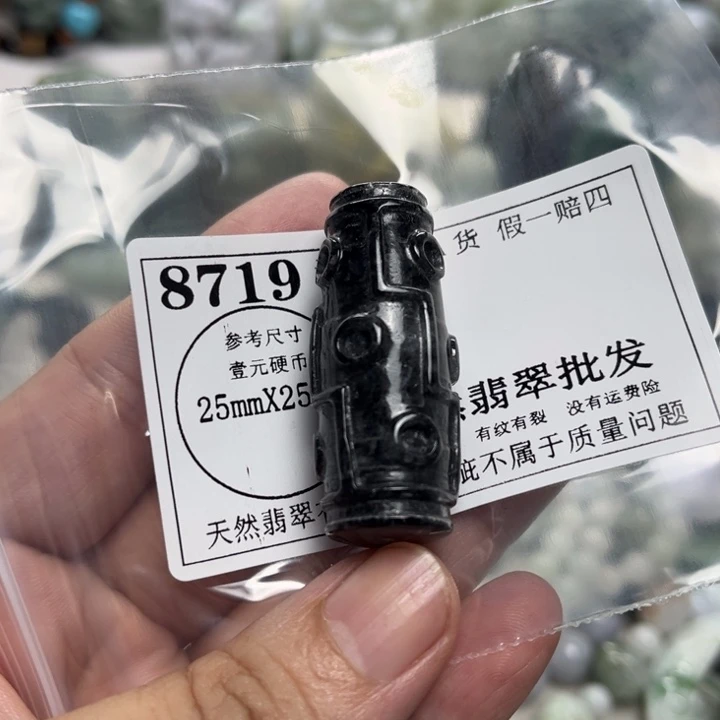 8719
货 假一赔四
参考尺寸
壹元硬币
25mmX25
翡翠批发
有纹有裂 没有运费险
疵不属于质量问题
天然翡翠